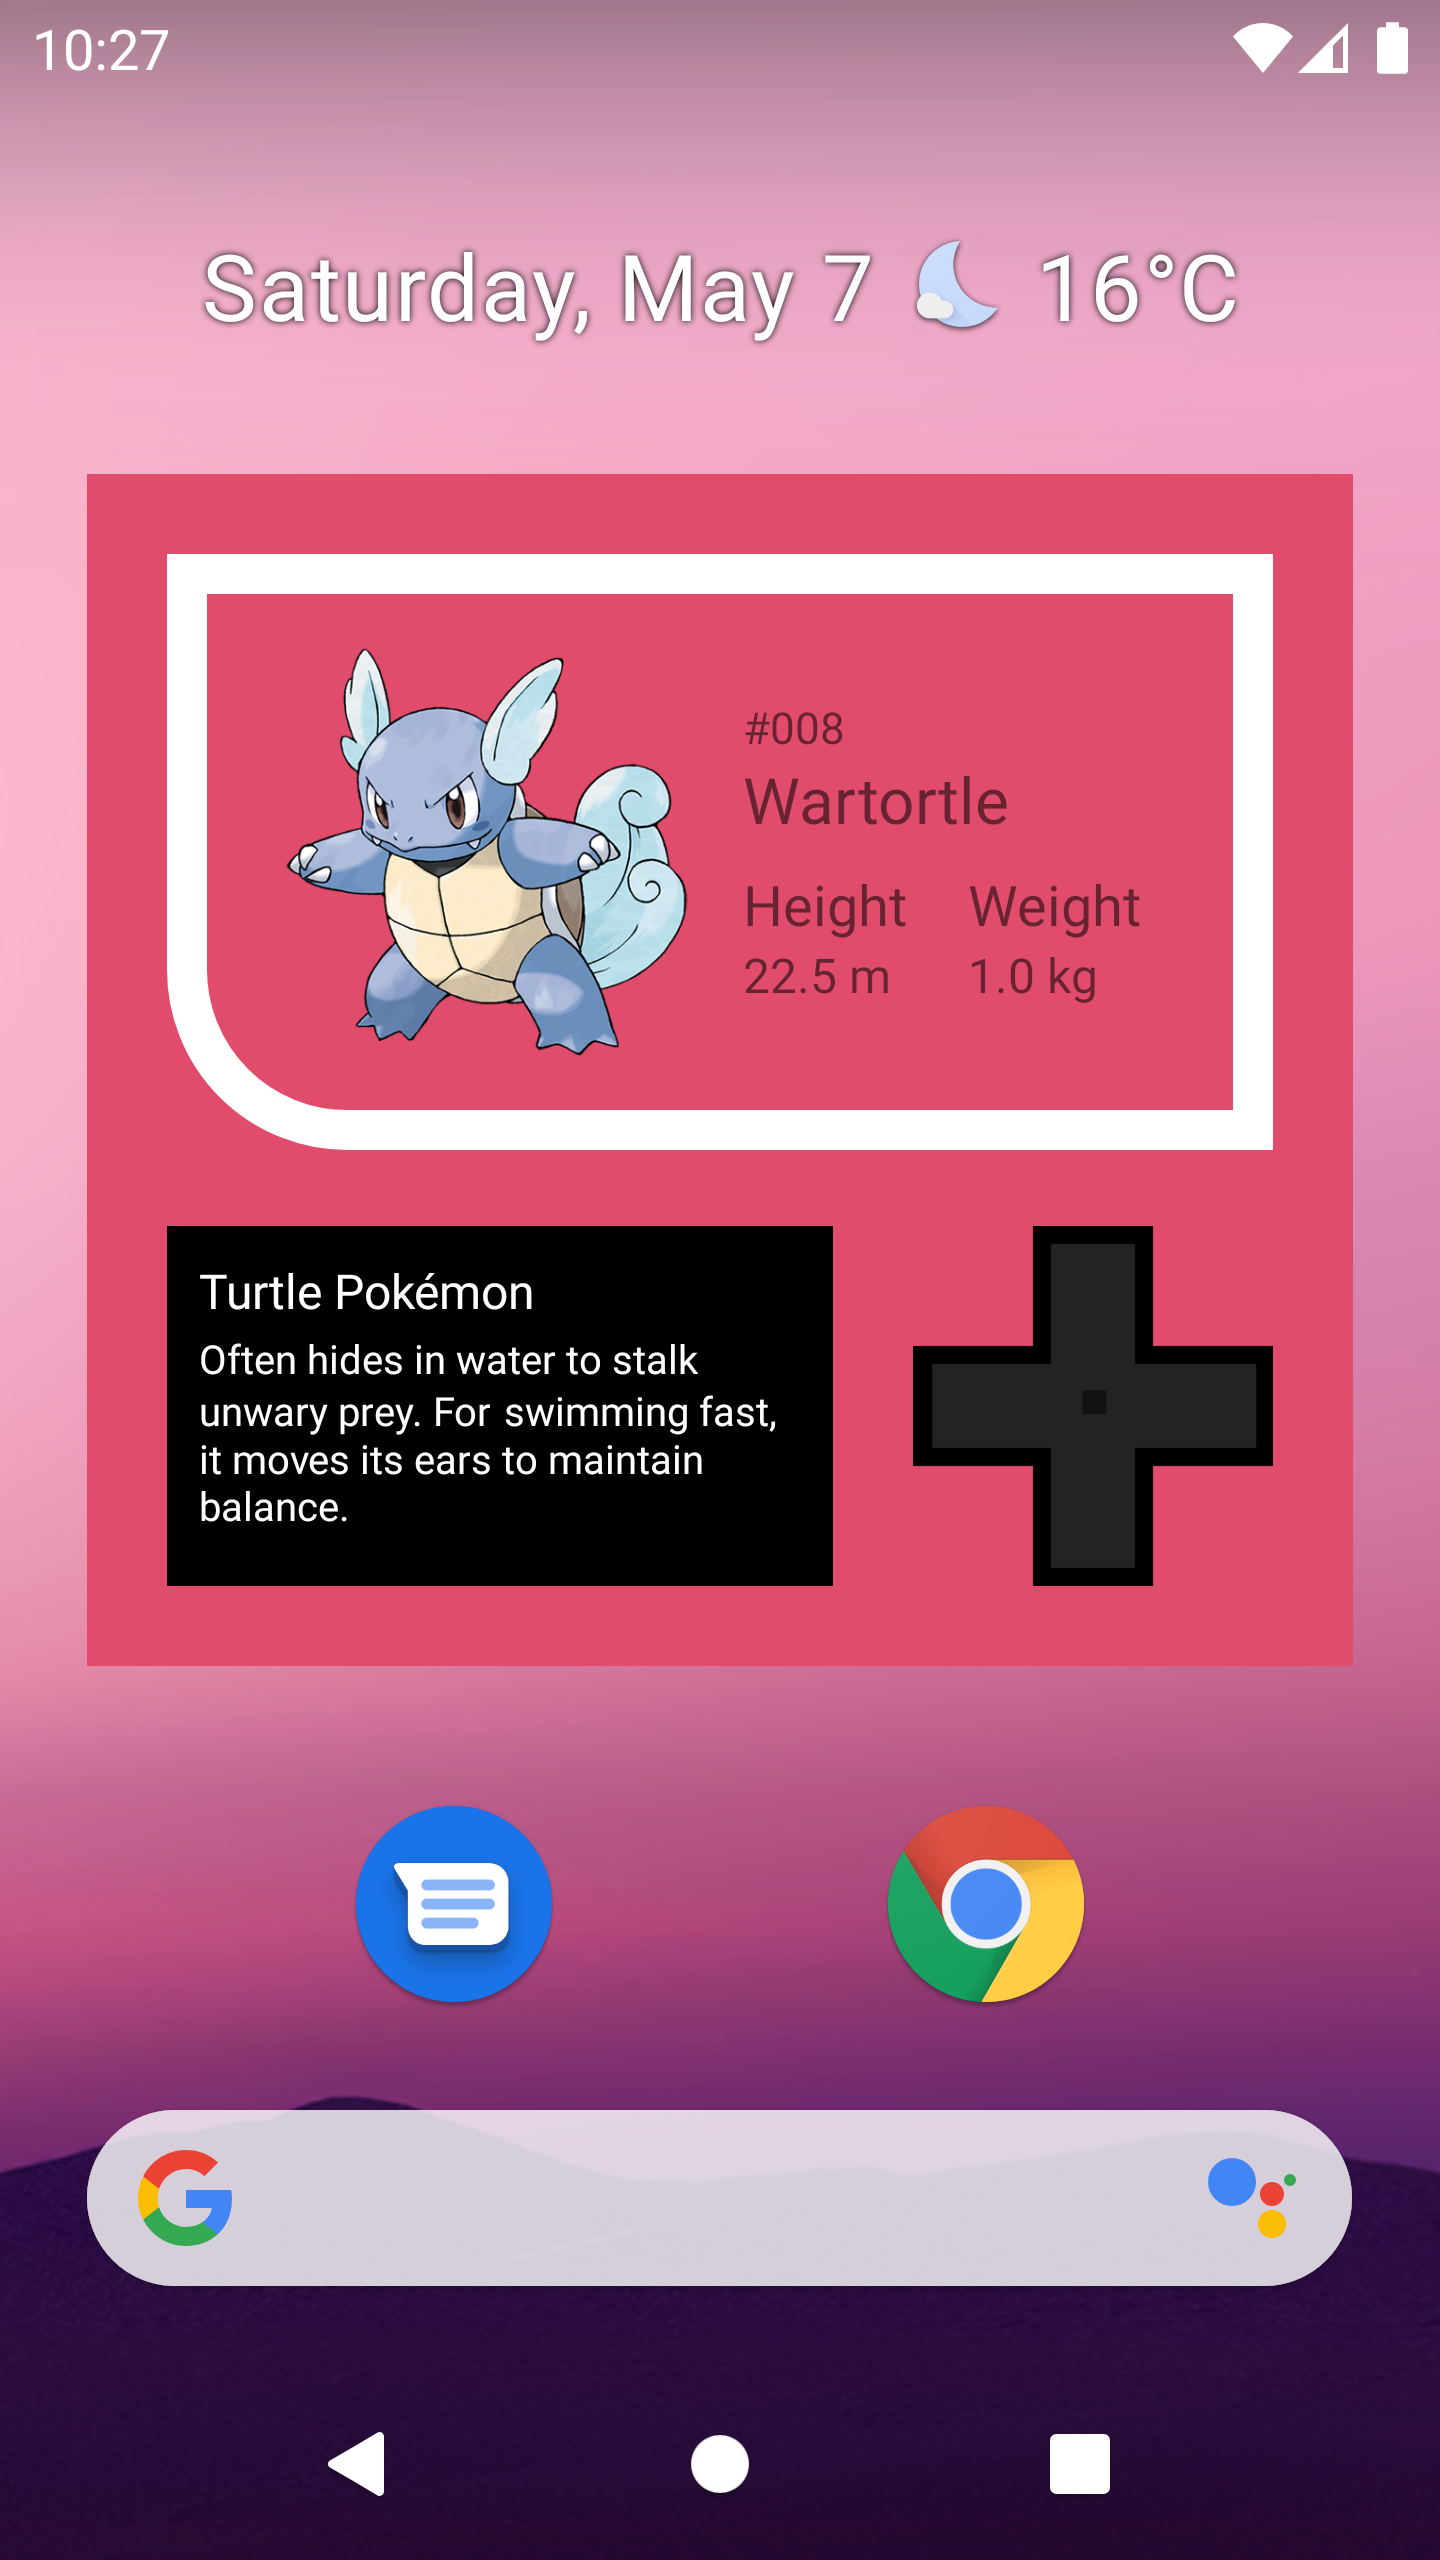 10:27
Saturday, May 7 16°C
#008
Wartortle
Height Weight
22.5 m 1.0 kg
Turtle Pokémon
Often hides in water to stalk
unwary prey. For swimming fast,
it moves its ears to maintain
balance.